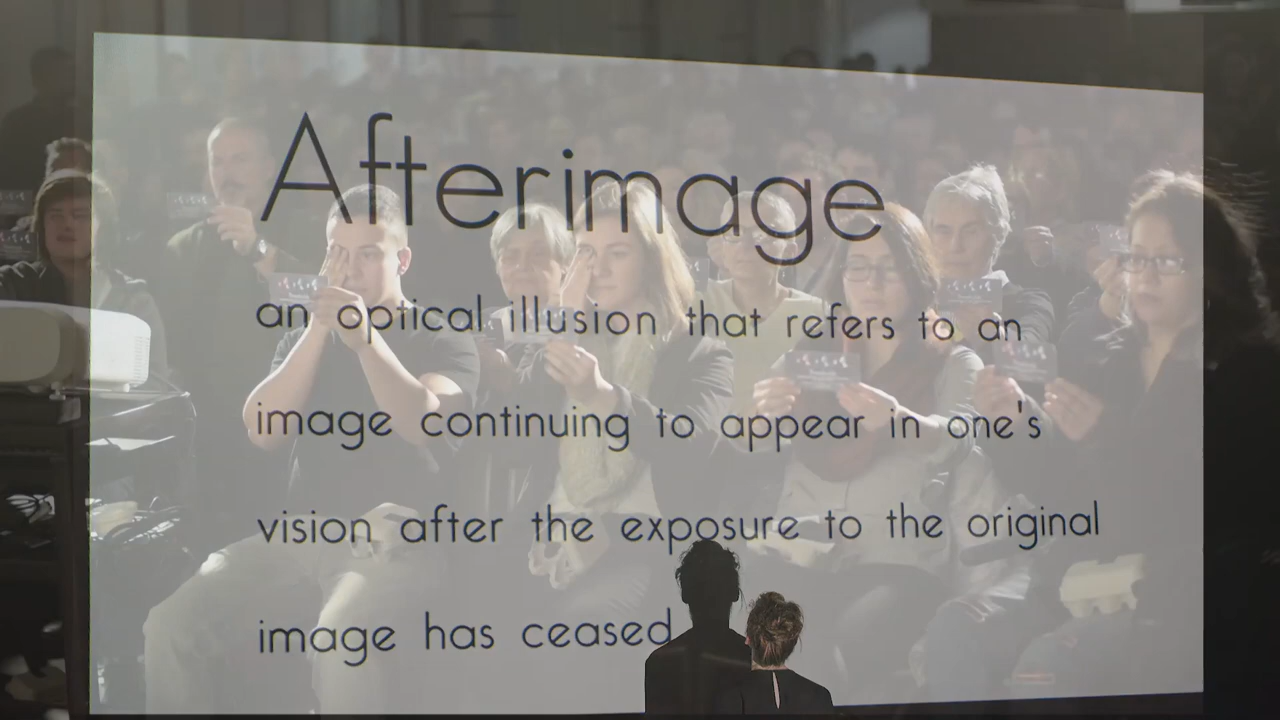 Afterimage
an optical illusion that refers to an
image continuing to appear in one's
vision after the exposure to the original
image has ceased